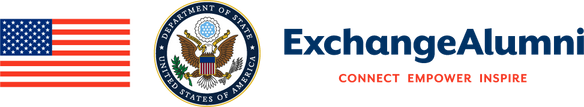 DEPARTMENT OF STATE
UNITED STATES OF AMERICA
ExchangeAlumni
CONNECT EMPOWER INSPIRE